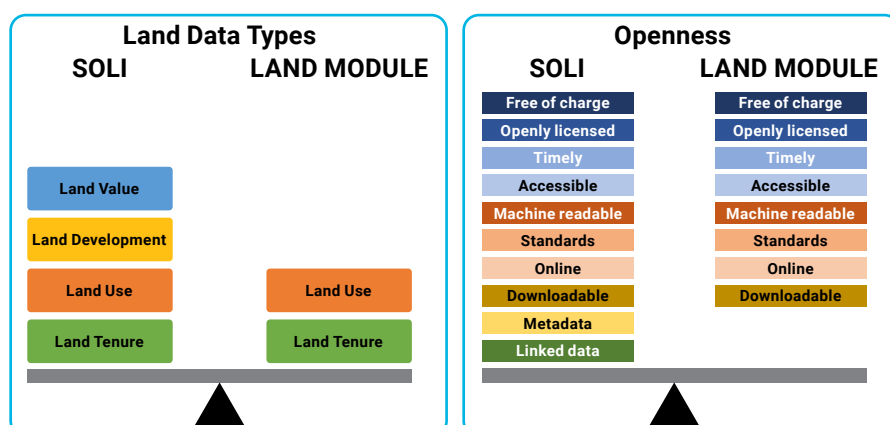 Land Data Types
SOLI LAND MODULE
Land Value
Land Development
Land Use Land Use
Land Tenure Land Tenure
Openness
SOLI LAND MODULE
Free of charge Free of charge
Openly licensed Openly licensed
Timely Timely
Accessible Accessible
Machine readable Machine readable
Standards Standards
Online Online
Downloadable Downloadable
Metadata
Linked data